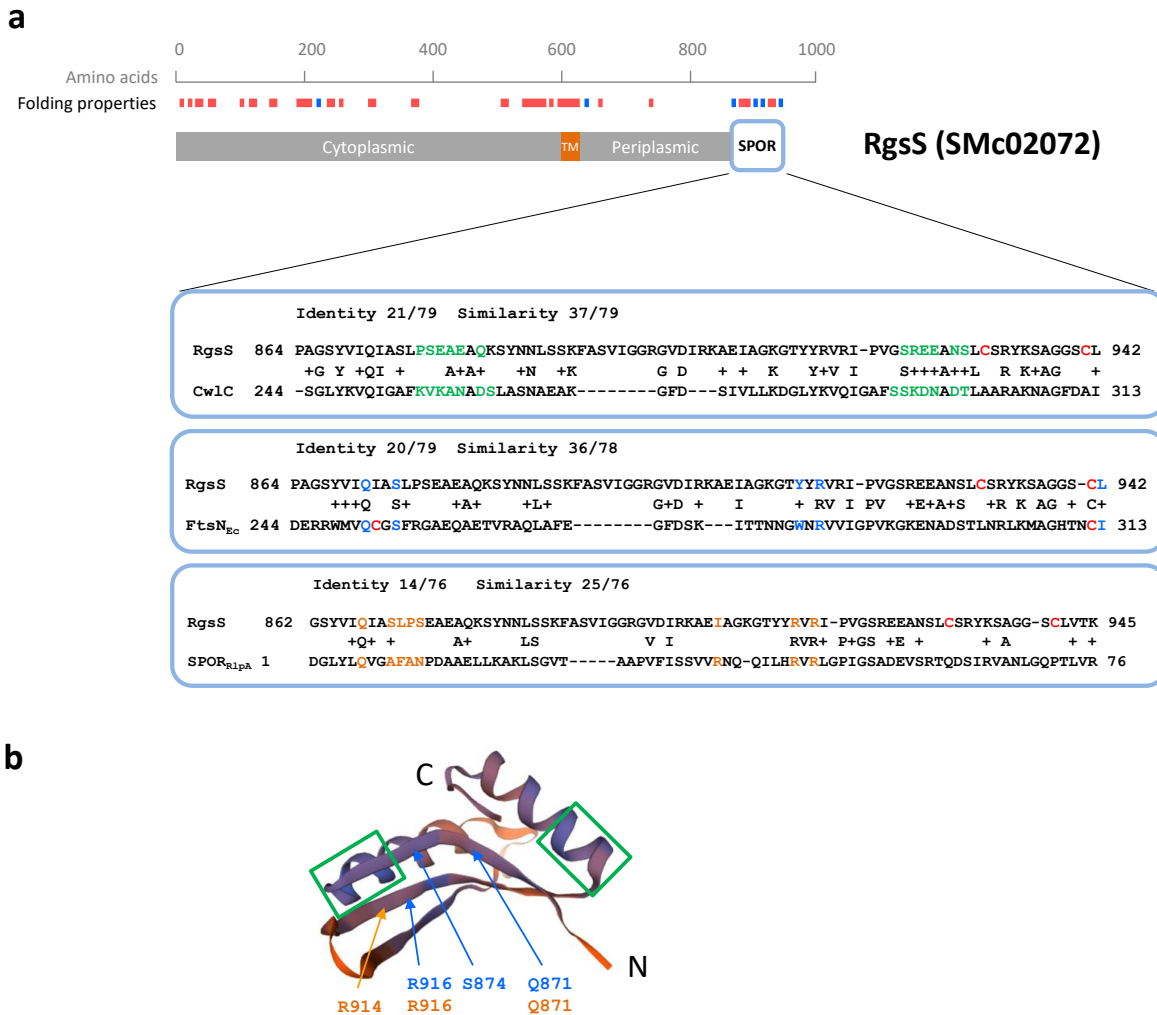 a
0 200 400 600 800 1000
Amino acids
Folding properties
Cytoplasmic TM Periplasmic SPOR RgsS (SMc02072)
Identity 21/79 Similarity 37/79
RgsS 864 PAGSYVIQIASLPSEAEAQKSYNNLSSKFASVIGGRGVDIRKAEIAGKGTYYRVRI-PVGSREEANSLCSRYKSAGGSCL 942
+G Y +QI + A+A+ +N +K G D + + K Y+V I S+++A++L R K+AG +
CwlC 244 -SGLYKVQIGAFKVKANADSLASNAEAK--------GFD---SIVLLKDGLYKVQIGAFSSKDNADTLAARAKNAGFDAI 313
Identity 20/79 Similarity 36/78
RgsS 864 PAGSYVIQIASLPSEAEAQKSYNNLSSKFASVIGGRGVDIRKAEIAGKGTYYRVRI-PVGSREEANSLCSRYKSAGGS-CL 942
+++Q S+ +A+ +L+ G+D I + RV I PV +E+A+S +R K AG + C+
FtsNEc 244 DERRWMVQCGSFRGAEQAETVRAQLAFE--------GFDSK---ITTNNGWNRVVIGPVKGKENADSTLNRLKMAGHTNCI 313
Identity 14/76 Similarity 25/76
RgsS 862 GSYVIQIASLPSEAEAQKSYNNLSSKFASVIGGRGVDIRKAEIAGKGTYYRVRI-PVGSREEANSLCSRYKSAGG-SCLVTK 945
+Q+ + A+ LS V I RVR+ P+GS +E + + A + +
SPORRlpA 1 DGLYLQVGAFANPDAAELLKAKLSGVT-----AAPVFISSVVRNQ-QILHRVRLGPIGSADEVSRTQDSIRVANLGQPTLVR 76
b
C
N
R916 S874 Q871
R914 R916 Q871